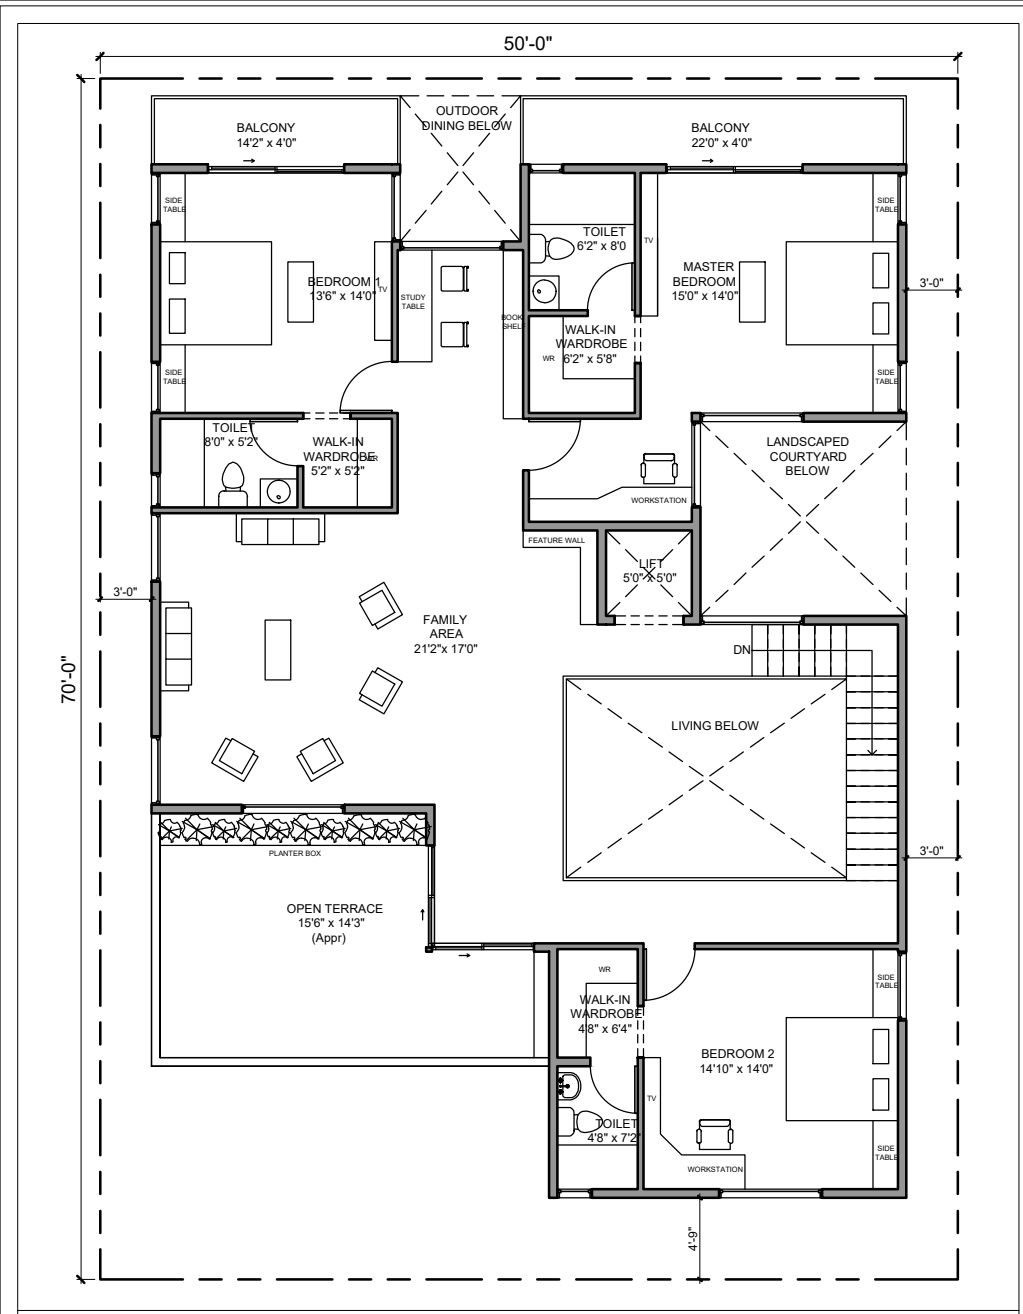 50'-0"
70'-0"
OUTDOOR
DINING BELOW
BALCONY
14'2" x 4'0"
BALCONY
22'0" x 4'0"
SIDE
TABLE
SIDE
TABLE
TOILET
6'2" x 8'0
TV
BEDROOM 1
13'6" x 14'0"
TV
STUDY
TABLE
BOOK
SHELF
MASTER
BEDROOM
15'0" x 14'0"
3'-0"
WALK-IN
WARDROBE
6'2" x 5'8"
WR
SIDE
TABLE
SIDE
TABLE
TOILET
8'0" x 5'2"
WALK-IN
WARDROBE
5'2" x 5'2"
WR
LANDSCAPED
COURTYARD
BELOW
WORKSTATION
FEATURE WALL
LIFT
5'0" x 5'0"
3'-0"
FAMILY
AREA
21'2"x 17'0"
DN
LIVING BELOW
PLANTER BOX
3'-0"
OPEN TERRACE
15'6" x 14'3"
(Appr)
WR
SIDE
TABLE
WALK-IN
WARDROBE
4'8" x 6'4"
BEDROOM 2
14'10" x 14'0"
TV
TOILET
4'8" x 7'2"
SIDE
TABLE
WORKSTATION
4'-9"